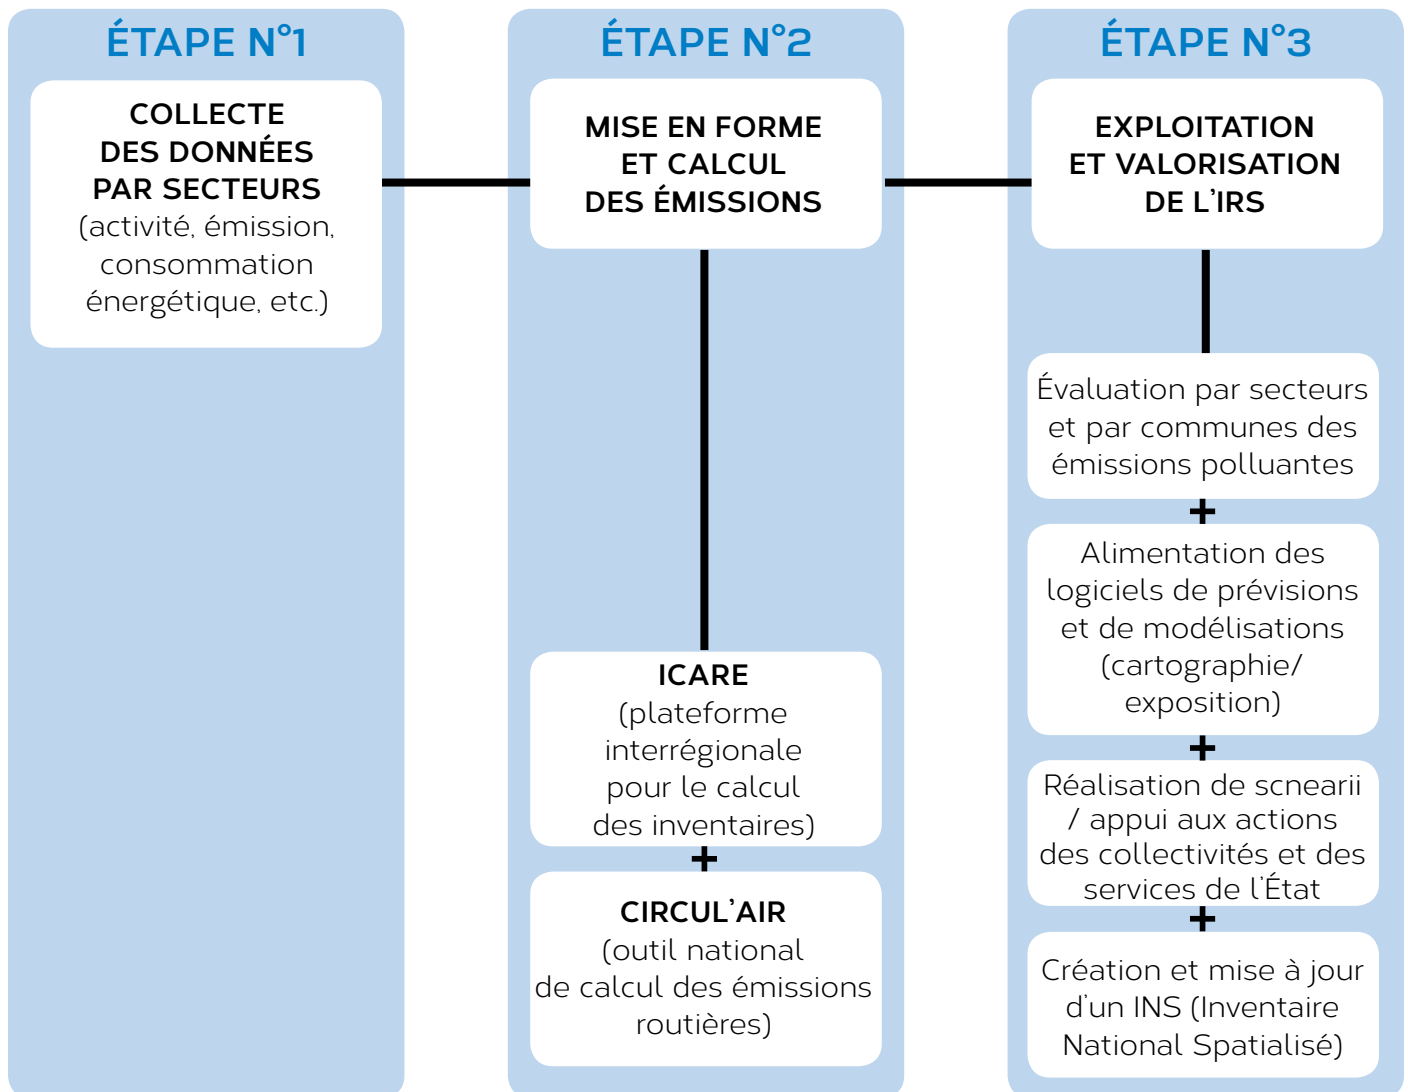 ÉTAPE N°1
COLLECTE
DES DONNÉES
PAR SECTEURS
(activité, émission,
consommation
énergétique, etc.)
ÉTAPE N°2
MISE EN FORME
ET CALCUL
DES ÉMISSIONS
ICARE
(plateforme
interrégionale
pour le calcul
des inventaires)
+
CIRCUL'AIR
(outil national
de calcul des émissions
routières)
ÉTAPE N°3
EXPLOITATION
ET VALORISATION
DE L'IRS
Évaluation par secteurs
et par communes des
émissions polluantes
+
Alimentation des
logiciels de prévisions
et de modélisations
(cartographie/
exposition)
+
Réalisation de scnearii
/ appui aux actions
des collectivités et des
services de l'État
+
Création et mise à jour
d'un INS (Inventaire
National Spatialisé)